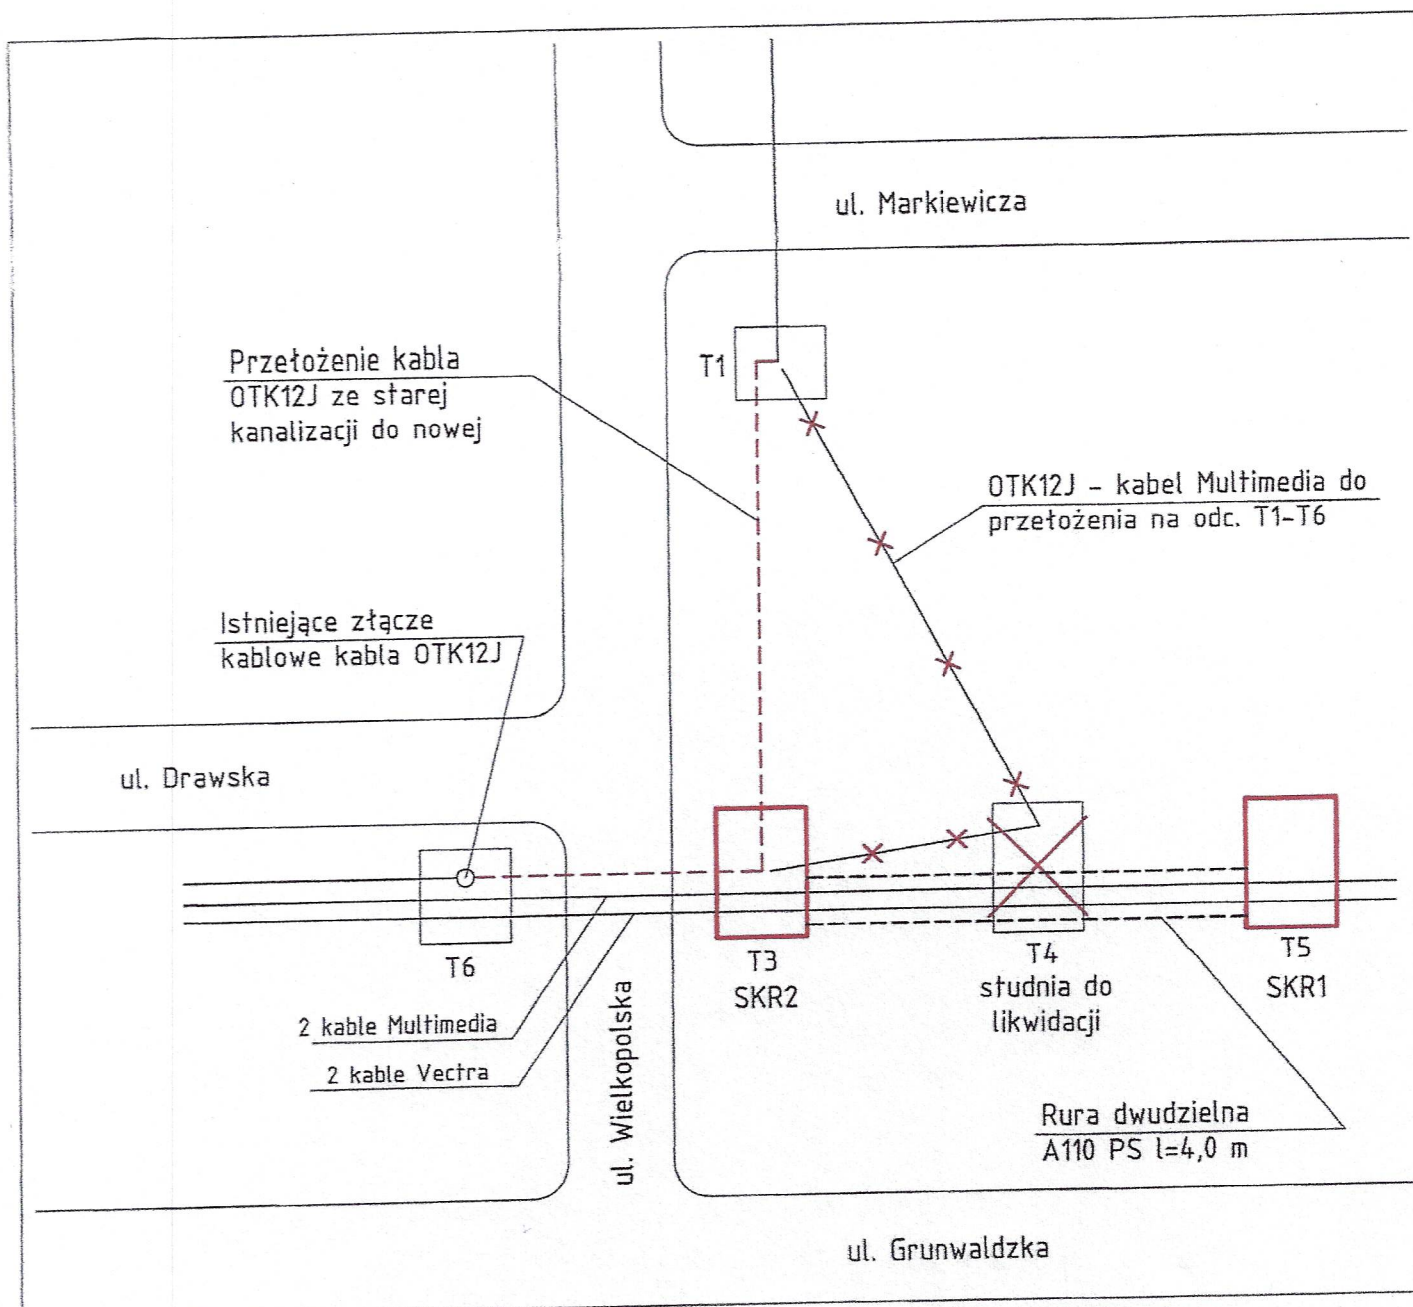 ul. Markiewicza
T1
Przełożenie kabla
OTK12J ze starej
kanalizacji do nowej
OTK12J - kabel Multimedia do
przełożenia na odc. T1-T6
Istniejące złącze
kablowe kabla OTK12J
ul. Drawska
T6
T3
SKR2
T4
studnia do
likwidacji
T5
SKR1
2 kable Multimedia
2 kable Vectra
ul. Wielkopolska
Rura dwudzielna
A110 PS l=4,0 m
ul. Grunwaldzka